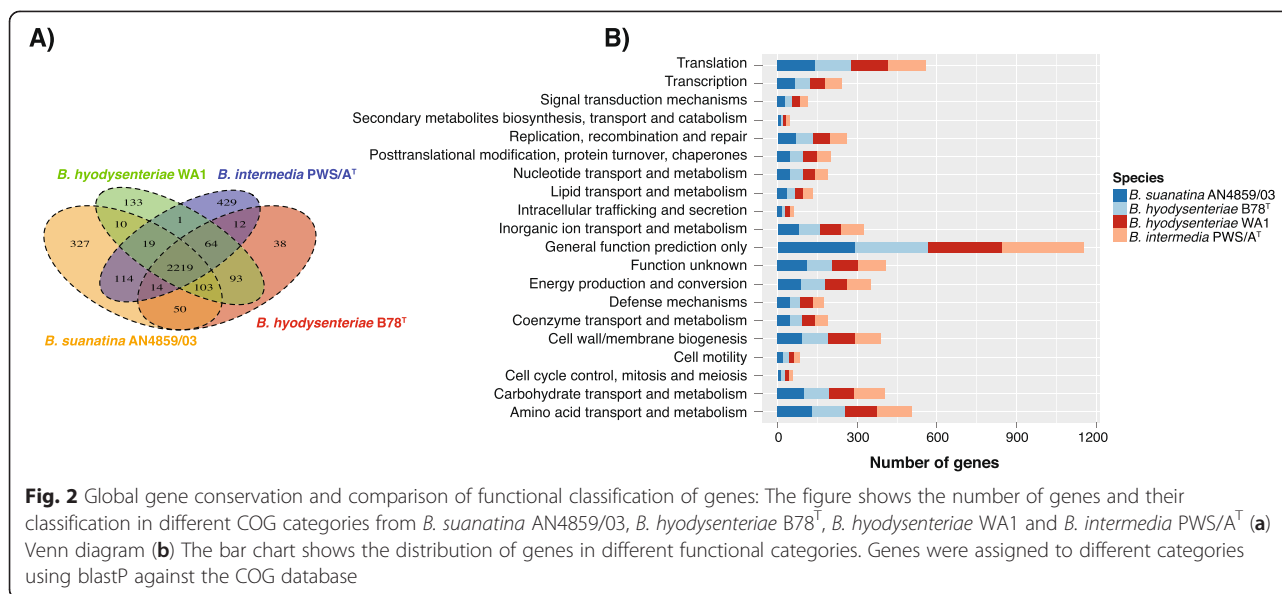 A)
B. hyodysenteriae WA1
B. intermedia PWS/Aᵀ
133
429
10
1
12
327
19
64
38
2219
114
93
14
103
50
B. hyodysenteriae B78ᵀ
B. suanatina AN4859/03
B)
Translation
Transcription
Signal transduction mechanisms
Secondary metabolites biosynthesis, transport and catabolism
Replication, recombination and repair
Posttranslational modification, protein turnover, chaperones
Nucleotide transport and metabolism
Lipid transport and metabolism
Intracellular trafficking and secretion
Inorganic ion transport and metabolism
General function prediction only
Function unknown
Energy production and conversion
Defense mechanisms
Coenzyme transport and metabolism
Cell wall/membrane biogenesis
Cell motility
Cell cycle control, mitosis and meiosis
Carbohydrate transport and metabolism
Amino acid transport and metabolism
0 300 600 900 1200
Number of genes
Species
B. suanatina AN4859/03
B. hyodysenteriae B78ᵀ
B. hyodysenteriae WA1
B. intermedia PWS/Aᵀ
Fig. 2 Global gene conservation and comparison of functional classification of genes: The figure shows the number of genes and their
classification in different COG categories from B. suanatina AN4859/03, B. hyodysenteriae B78ᵀ, B. hyodysenteriae WA1 and B. intermedia PWS/Aᵀ (a)
Venn diagram (b) The bar chart shows the distribution of genes in different functional categories. Genes were assigned to different categories
using blastP against the COG database